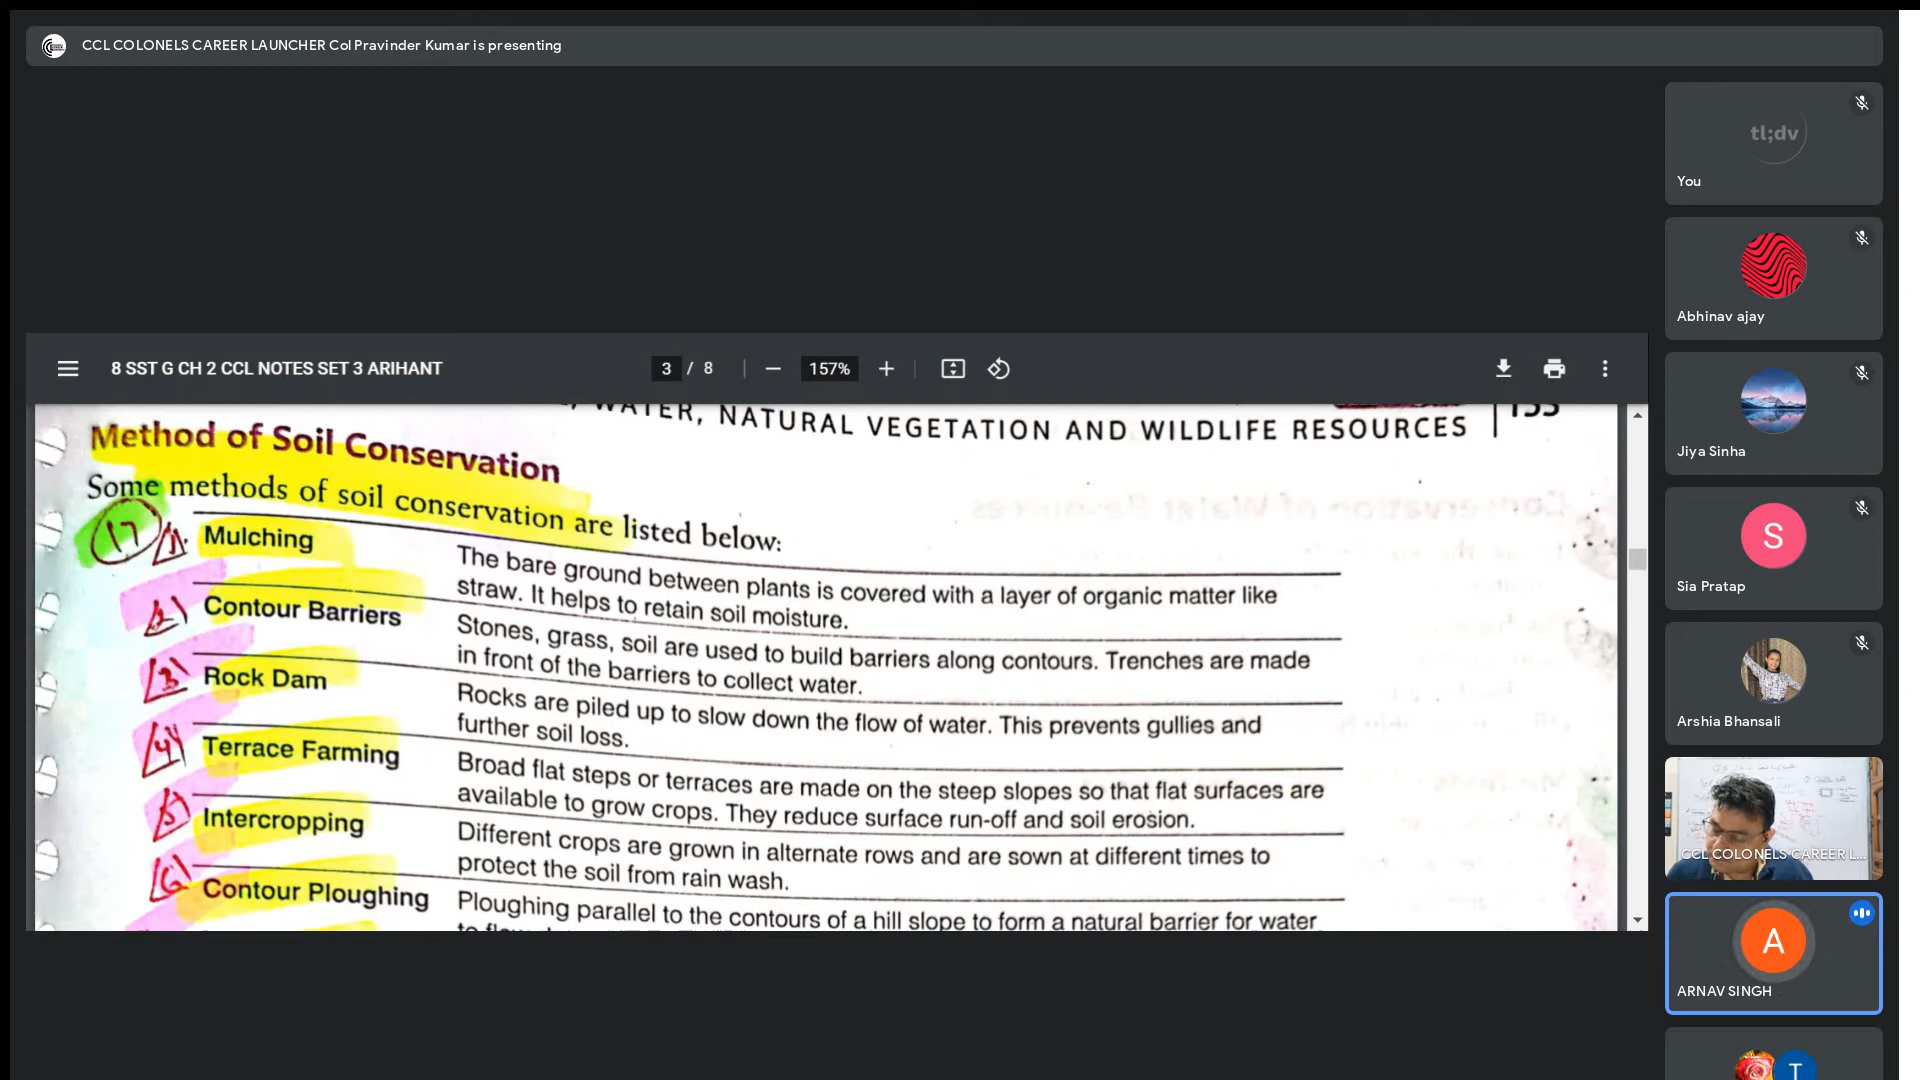 CCL COLONELS CAREER LAUNCHER Col Pravinder Kumar is presenting
tl;dv
You
Abhinav ajay
Jiya Sinha
S
Sia Pratap
Arshia Bhansali
CCL COLONELS CAREER L...
A
ARNAV SINGH
T
8 SST G CH 2 CCL NOTES SET 3 ARIHANT
3 / 8
157%
WATER, NATURAL VEGETATION AND WILDLIFE RESOURCES
Method of Soil Conservation
Some methods of soil conservation are listed below:
17
1. Mulching
The bare ground between plants is covered with a layer of organic matter like
straw. It helps to retain soil moisture.
2 Contour Barriers
Stones, grass, soil are used to build barriers along contours. Trenches are made
in front of the barriers to collect water.
3 Rock Dam
Rocks are piled up to slow down the flow of water. This prevents gullies and
further soil loss.
4 Terrace Farming
Broad flat steps or terraces are made on the steep slopes so that flat surfaces are
available to grow crops. They reduce surface run-off and soil erosion.
5 Intercropping
Different crops are grown in alternate rows and are sown at different times to
protect the soil from rain wash.
6 Contour Ploughing
Ploughing parallel to the contours of a hill slope to form a natural barrier for water